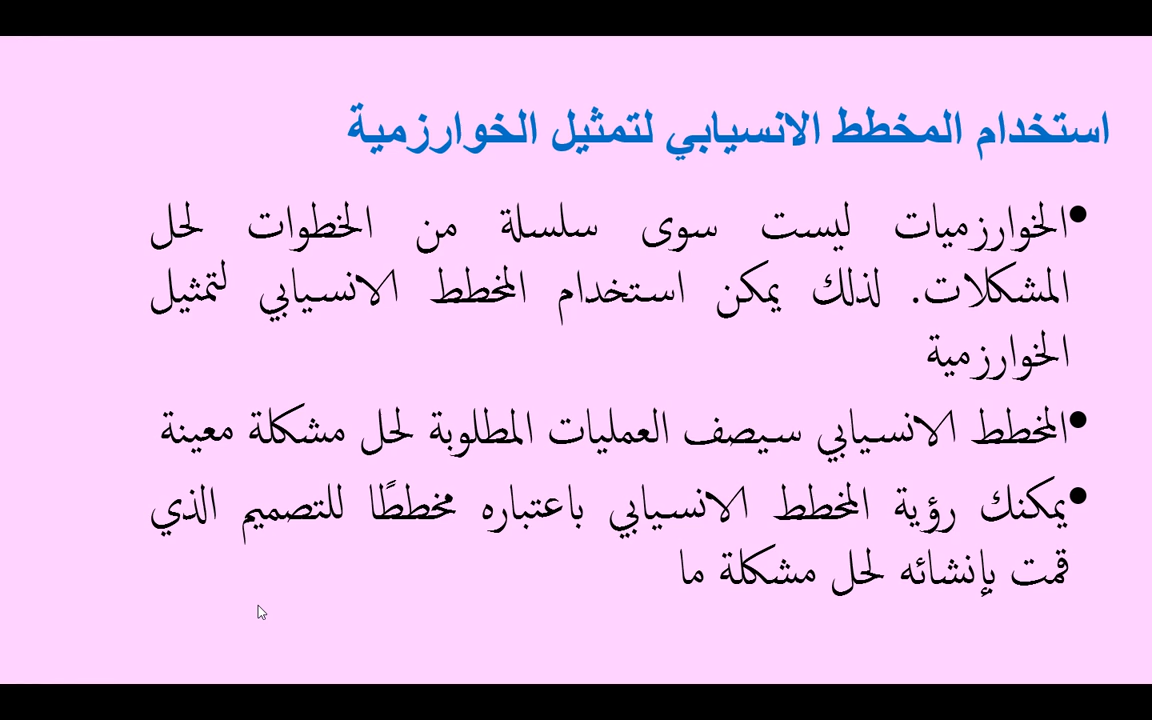 استخدام المخطط الانسيابي لتمثيل الخوارزمية
•الخوارزميات ليست سوى سلسلة من الخطوات لحل
المشكلات. لذلك يمكن استخدام المخطط الانسيابي لتمثيل
الخوارزمية
•المخطط الانسيابي سيصف العمليات المطلوبة لحل مشكلة معينة
•يمكنك رؤية المخطط الانسيابي باعتباره مخططًا للتصميم الذي
قمت بإنشائه لحل مشكلة ما